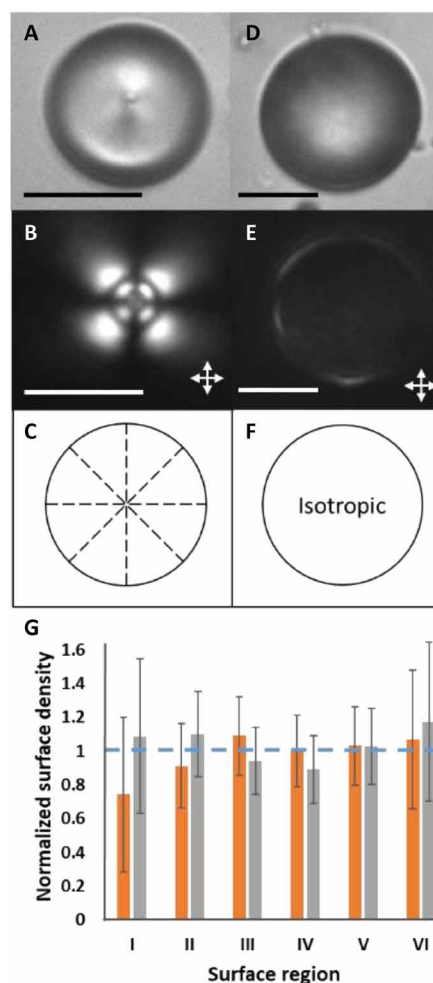 A
D
B
E
C
F
Isotropic
G
Normalized surface density
1.6
1.4
1.2
1
0.8
0.6
0.4
0.2
0
I II III IV V VI
Surface region